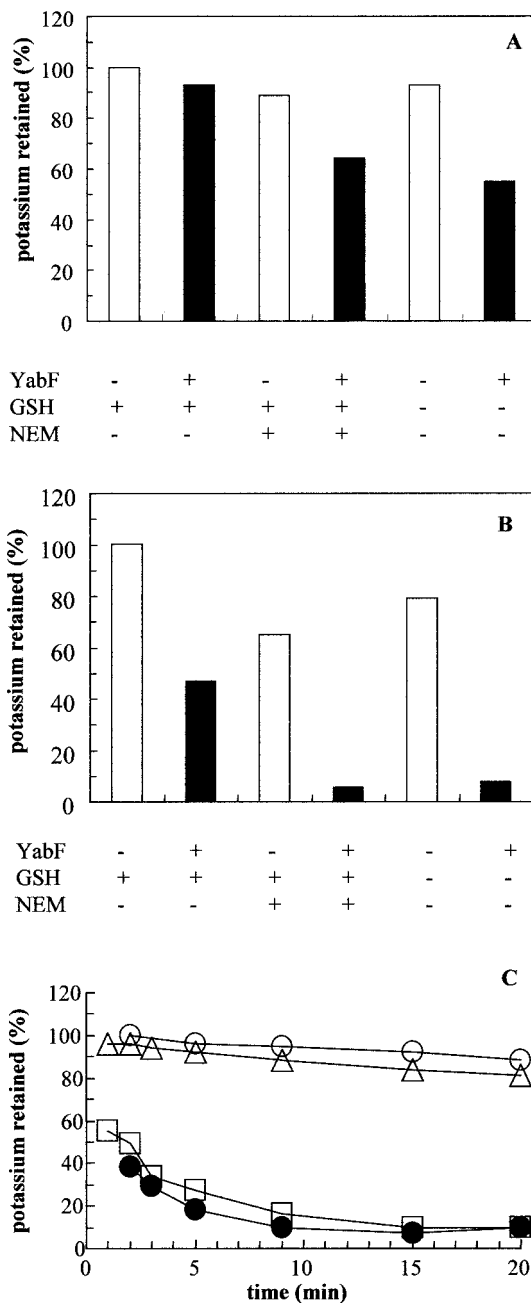 A
120
100
80
60
40
20
0
potassium retained (%)
YabF - + - + - +
GSH + + + + - -
NEM - - + + - -
B
120
100
80
60
40
20
0
potassium retained (%)
YabF - + - + - +
GSH + + + + - -
NEM - - + + - -
C
120
100
80
60
40
20
0
potassium retained (%)
0 5 10 15 20
time (min)